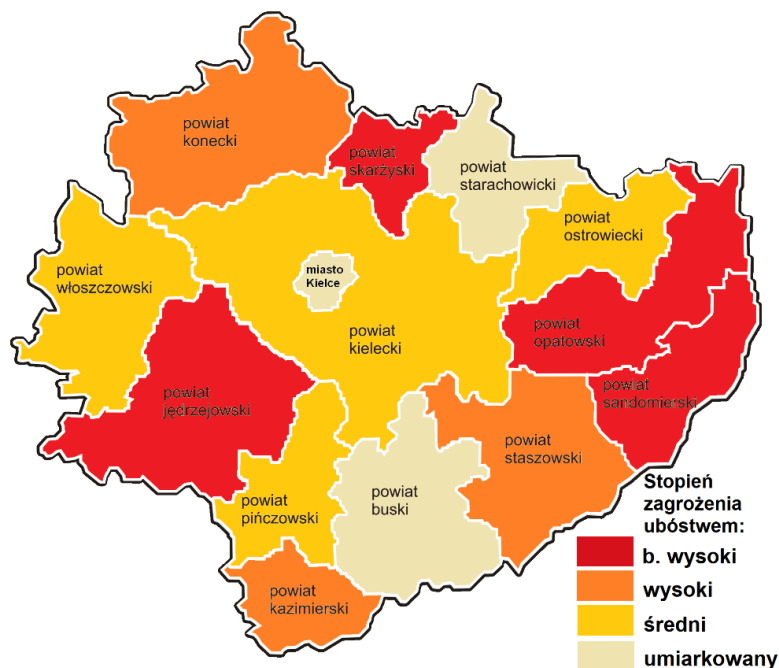 powiat
konecki
powiat
skarżyski
powiat
starachowicki
powiat
ostrowiecki
powiat
włoszczowski
miasto
Kielce
powiat
kielecki
powiat
opatowski
powiat
sandomierski
powiat
jędrzejowski
powiat
staszowski
powiat
pińczowski
powiat
buski
powiat
kazimierski
Stopień
zagrożenia
ubóstwem:
b. wysoki
wysoki
średni
umiarkowany